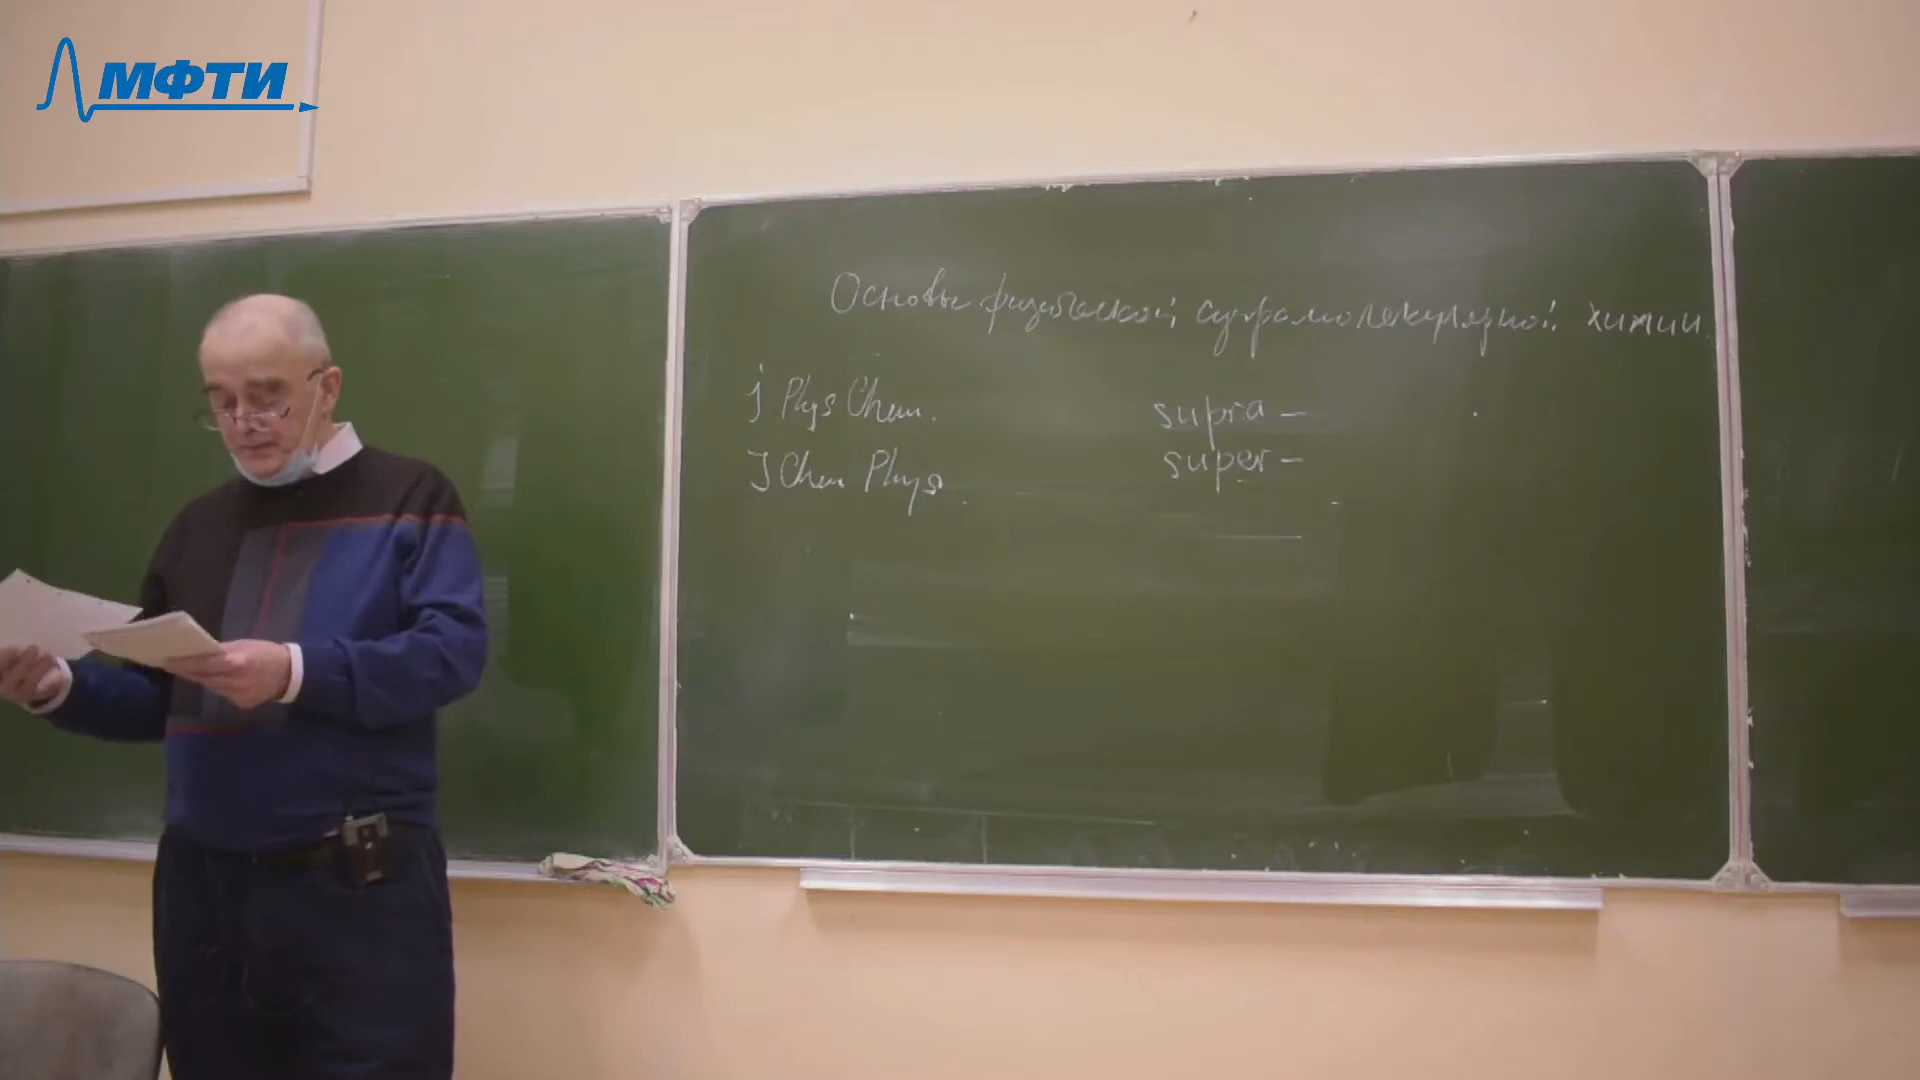 МФТИ
Основы физической супрамолекулярной химии
J Phys Chem.
supra –
J Chem Phys
super –